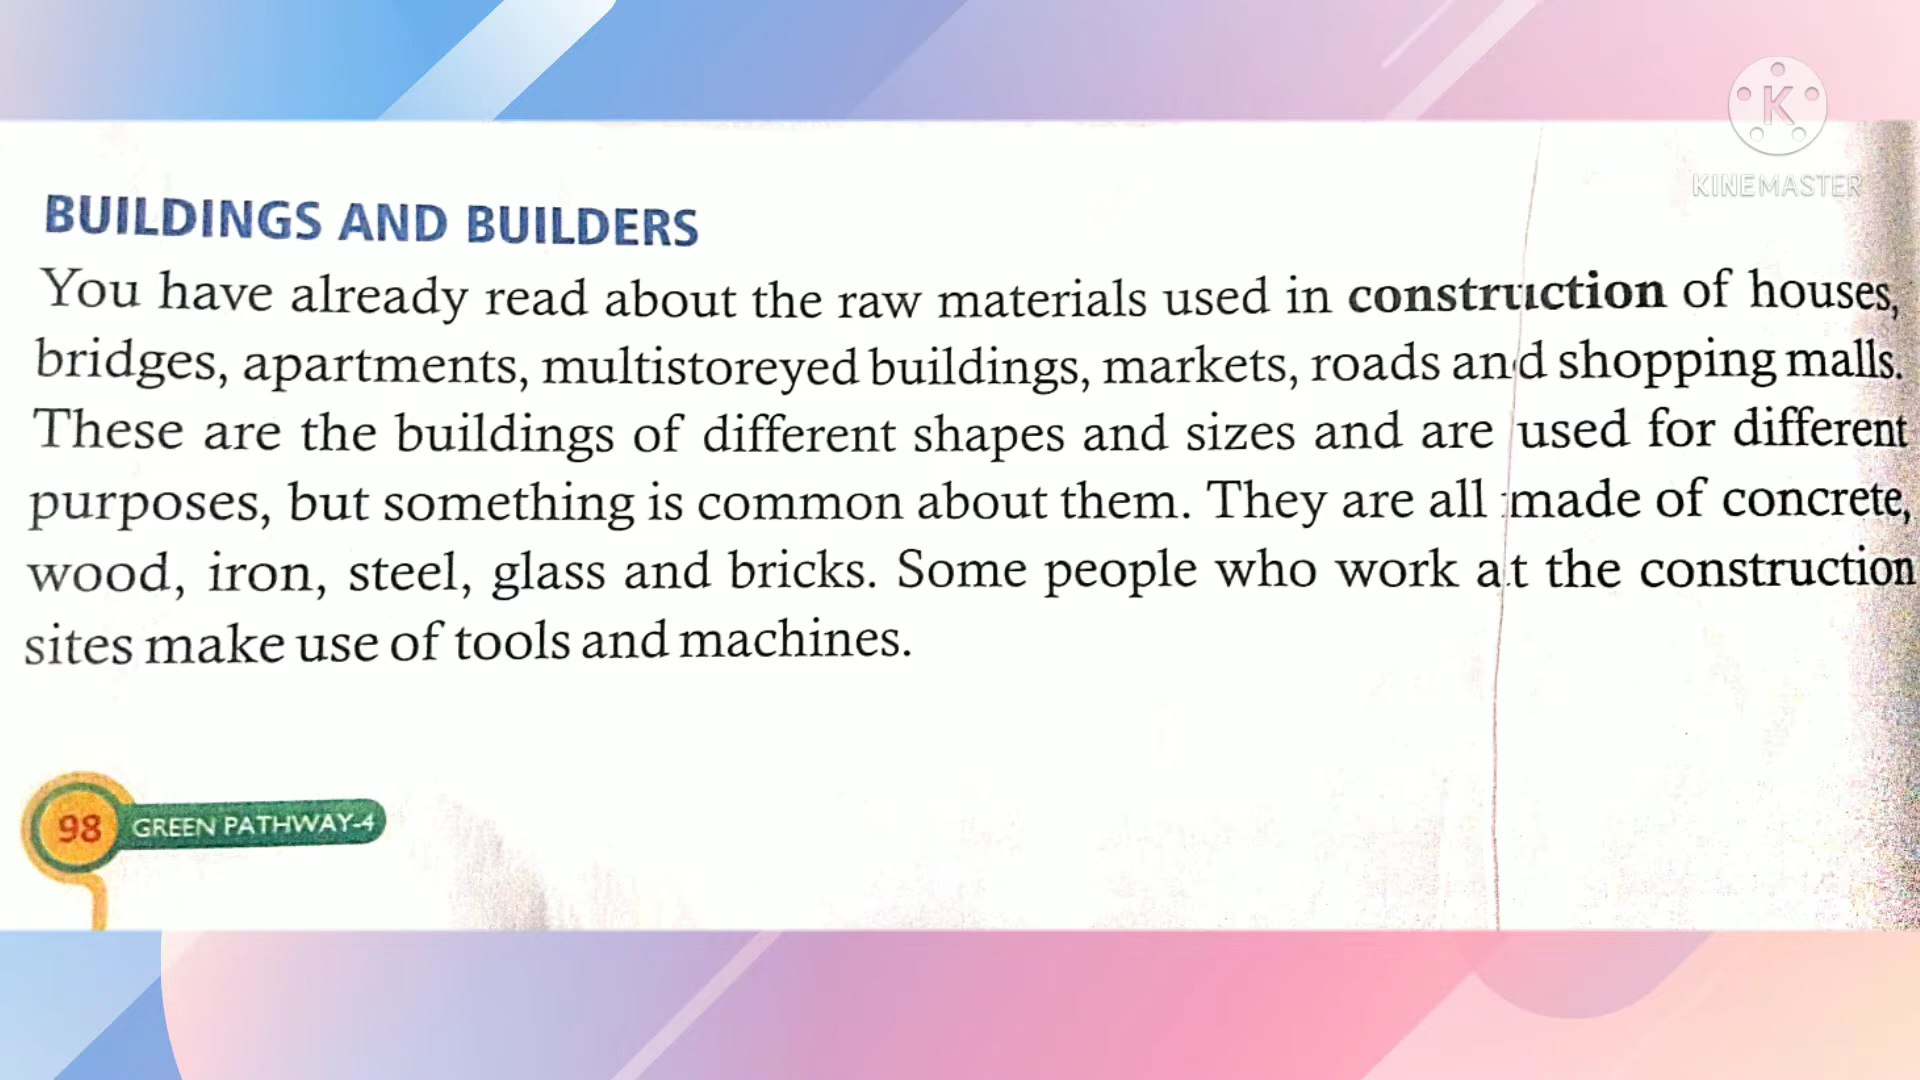 K
KINEMASTER
BUILDINGS AND BUILDERS
You have already read about the raw materials used in construction of houses,
bridges, apartments, multistoreyed buildings, markets, roads and shopping malls.
These are the buildings of different shapes and sizes and are used for different
purposes, but something is common about them. They are all made of concrete,
wood, iron, steel, glass and bricks. Some people who work at the construction
sites make use of tools and machines.
98 GREEN PATHWAY-4